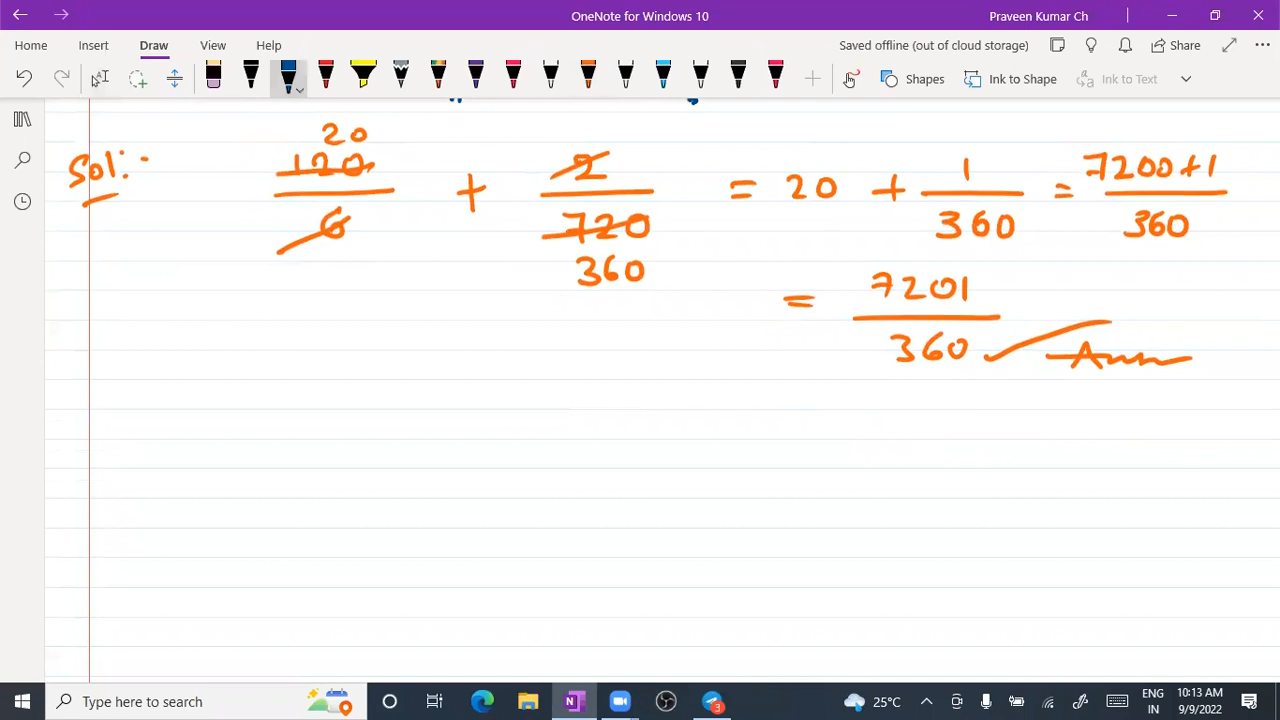 OneNote for Windows 10
Praveen Kumar Ch
Home Insert Draw View Help
Saved offline (out of cloud storage)
Share
Shapes
Ink to Shape
Ink to Text
Sol:-
20
120 2 1 7200+1
+ = 20 + =
6 720 360 360
360
7201
=
360
Ans
Type here to search
3
25°C
ENG
IN
10:13 AM
9/9/2022